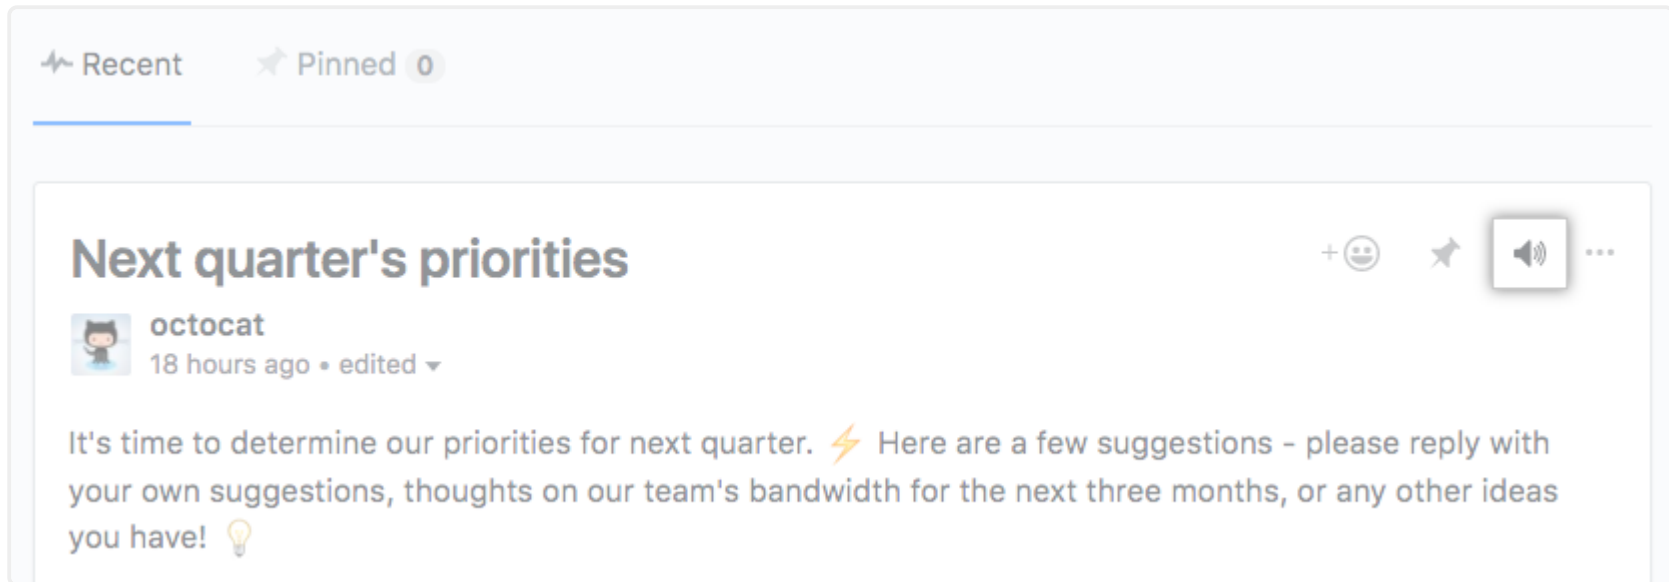 Recent Pinned 0
Next quarter's priorities
octocat
18 hours ago • edited
It's time to determine our priorities for next quarter. ⚡ Here are a few suggestions - please reply with
your own suggestions, thoughts on our team's bandwidth for the next three months, or any other ideas
you have! 💡